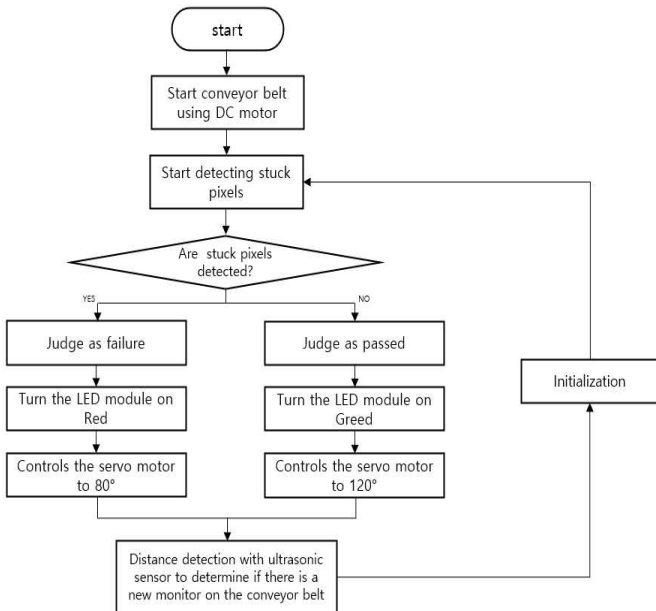 start
Start conveyor belt
using DC motor
Start detecting stuck
pixels
Are stuck pixels
detected?
YES
NO
Judge as failure
Judge as passed
Turn the LED module on
Red
Turn the LED module on
Greed
Initialization
Controls the servo motor
to 80°
Controls the servo motor
to 120°
Distance detection with ultrasonic
sensor to determine if there is a
new monitor on the conveyor belt